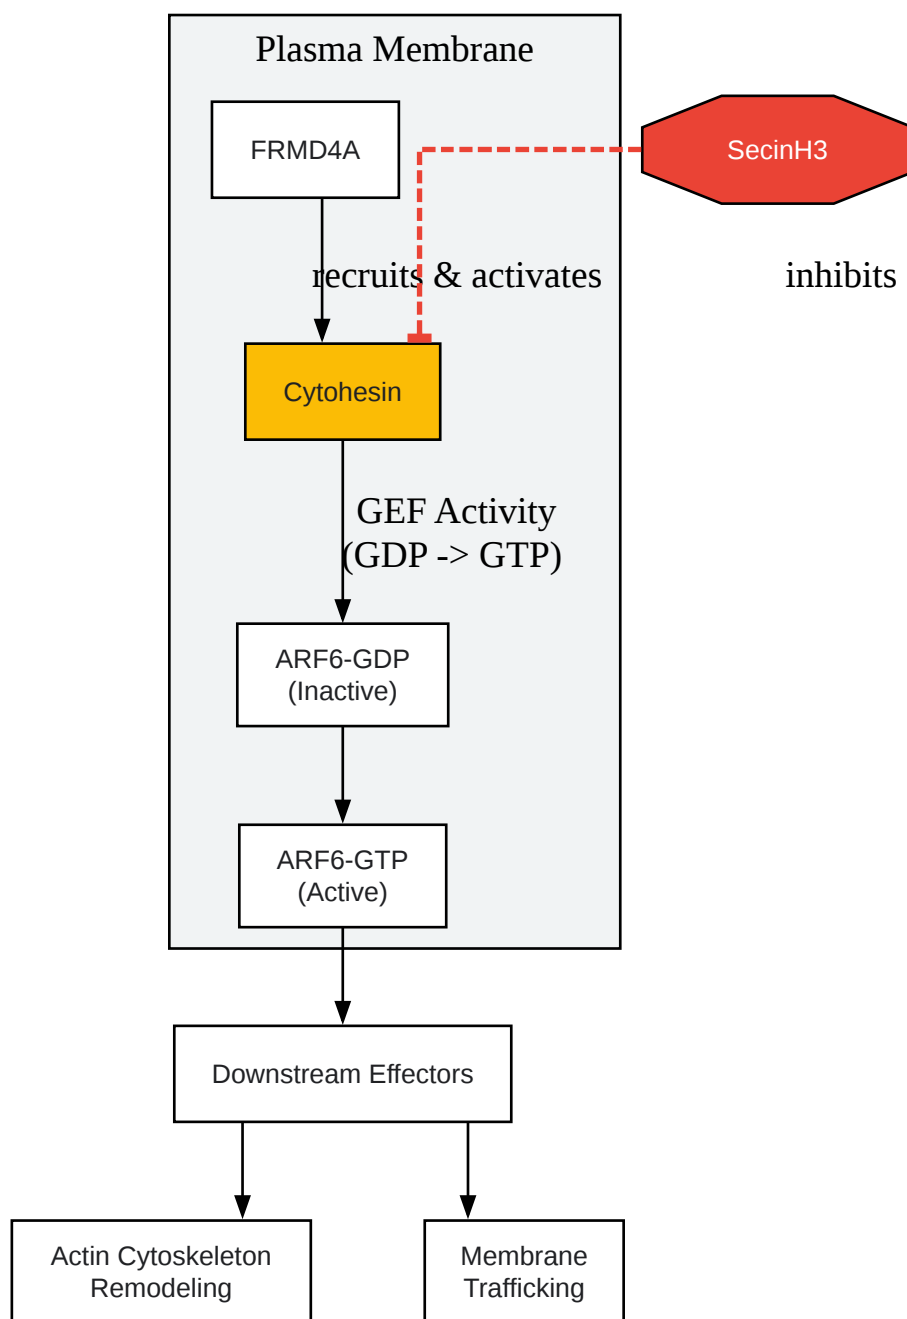 Plasma Membrane
FRMD4A
SecinH3
recruits & activates
inhibits
Cytohesin
GEF Activity
(GDP -> GTP)
ARF6-GDP
(Inactive)
ARF6-GTP
(Active)
Downstream Effectors
Actin Cytoskeleton
Remodeling
Membrane
Trafficking